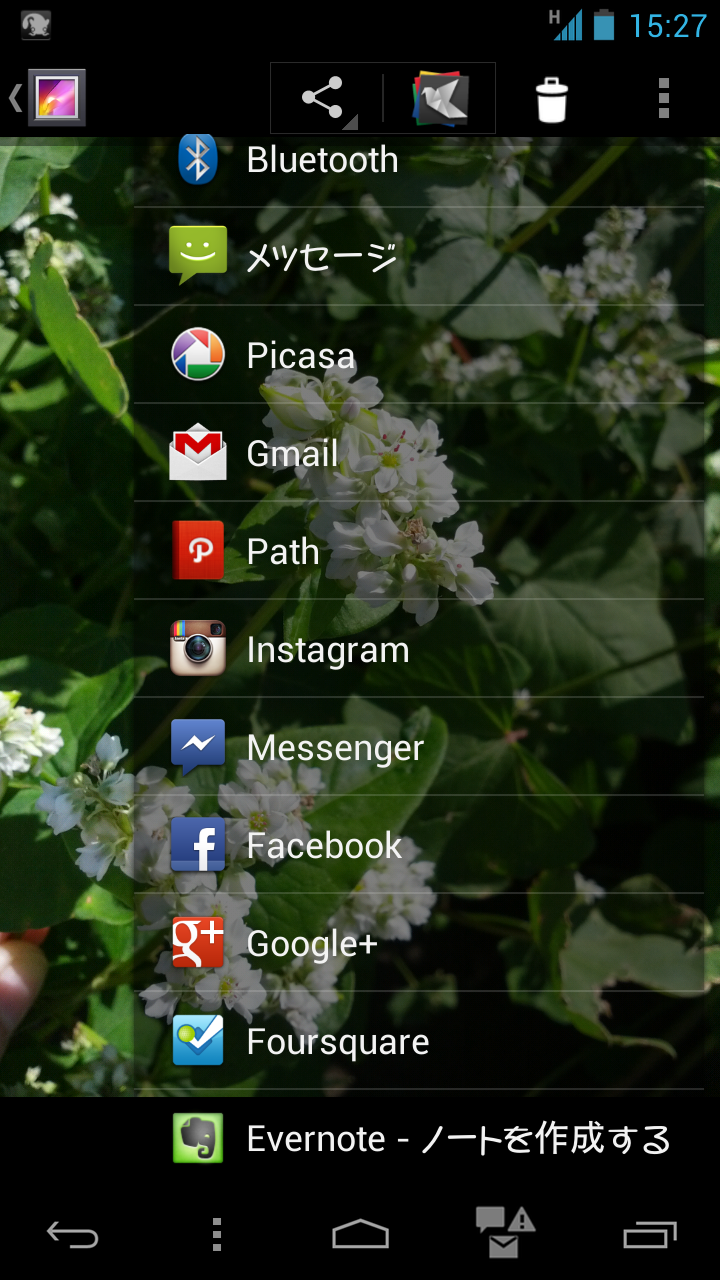 H 15:27
Bluetooth
メッセージ
Picasa
Gmail
Path
Instagram
Messenger
Facebook
Google+
Foursquare
Evernote - ノートを作成する